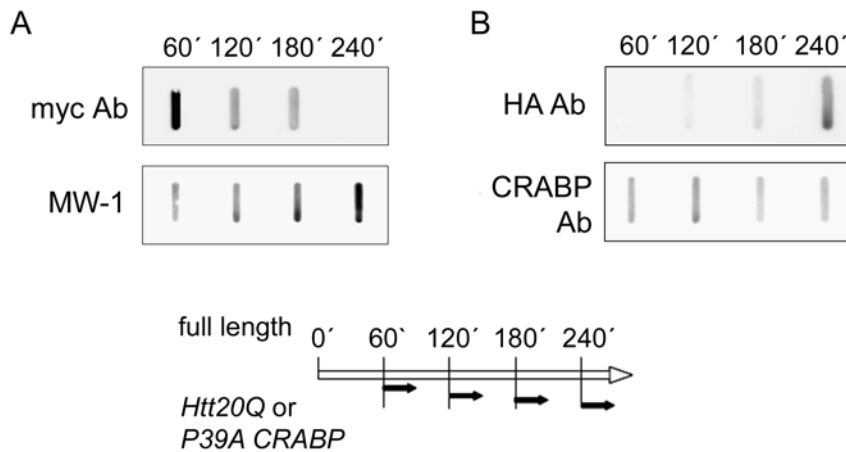 A
60´ 120´ 180´ 240´
myc Ab
MW-1
B
60´ 120´ 180´ 240´
HA Ab
CRABP
Ab
full length
0´ 60` 120´ 180´ 240´
Htt20Q or
P39A CRABP